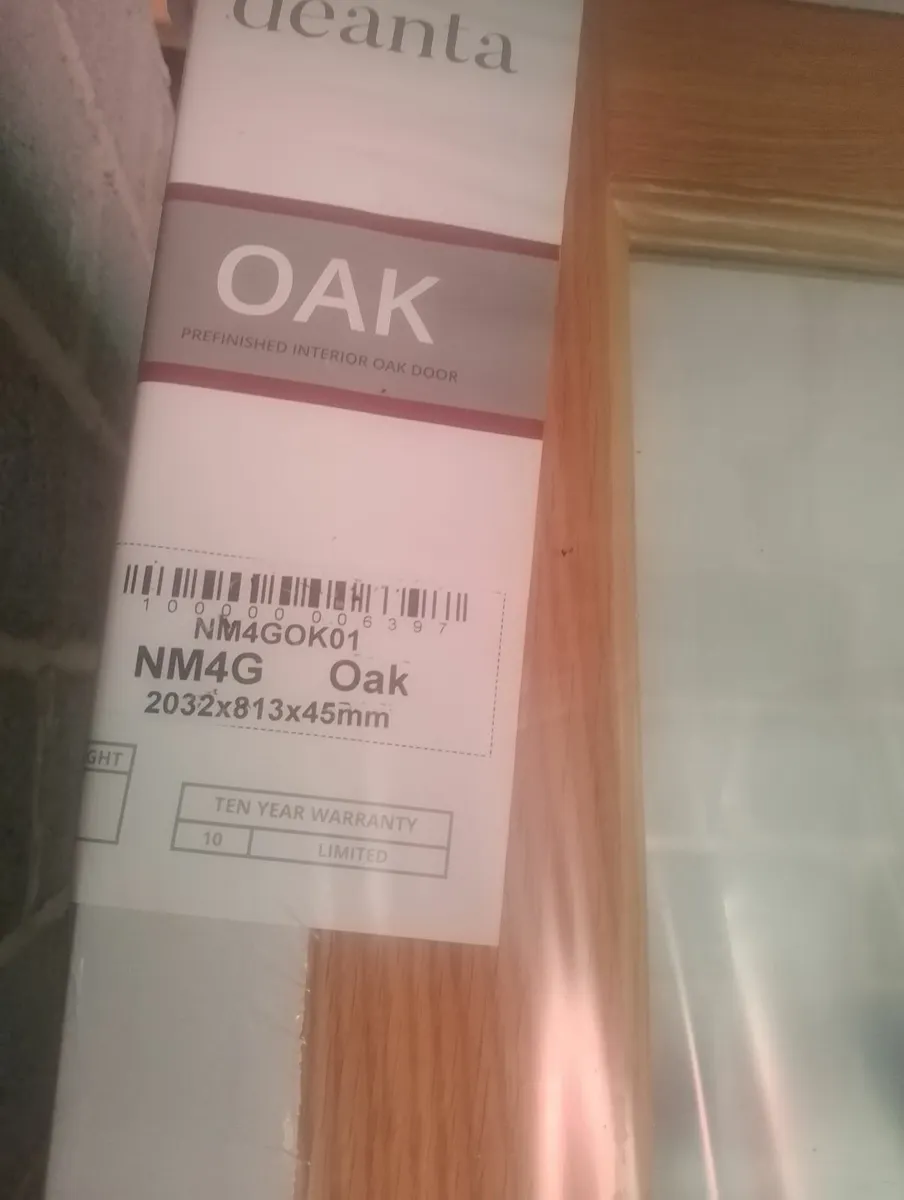 deanta
OAK
PREFINISHED INTERIOR OAK DOOR
100000006397
NM4GOK01
NM4G Oak
2032x813x45mm
GHT
TEN YEAR WARRANTY
10 LIMITED